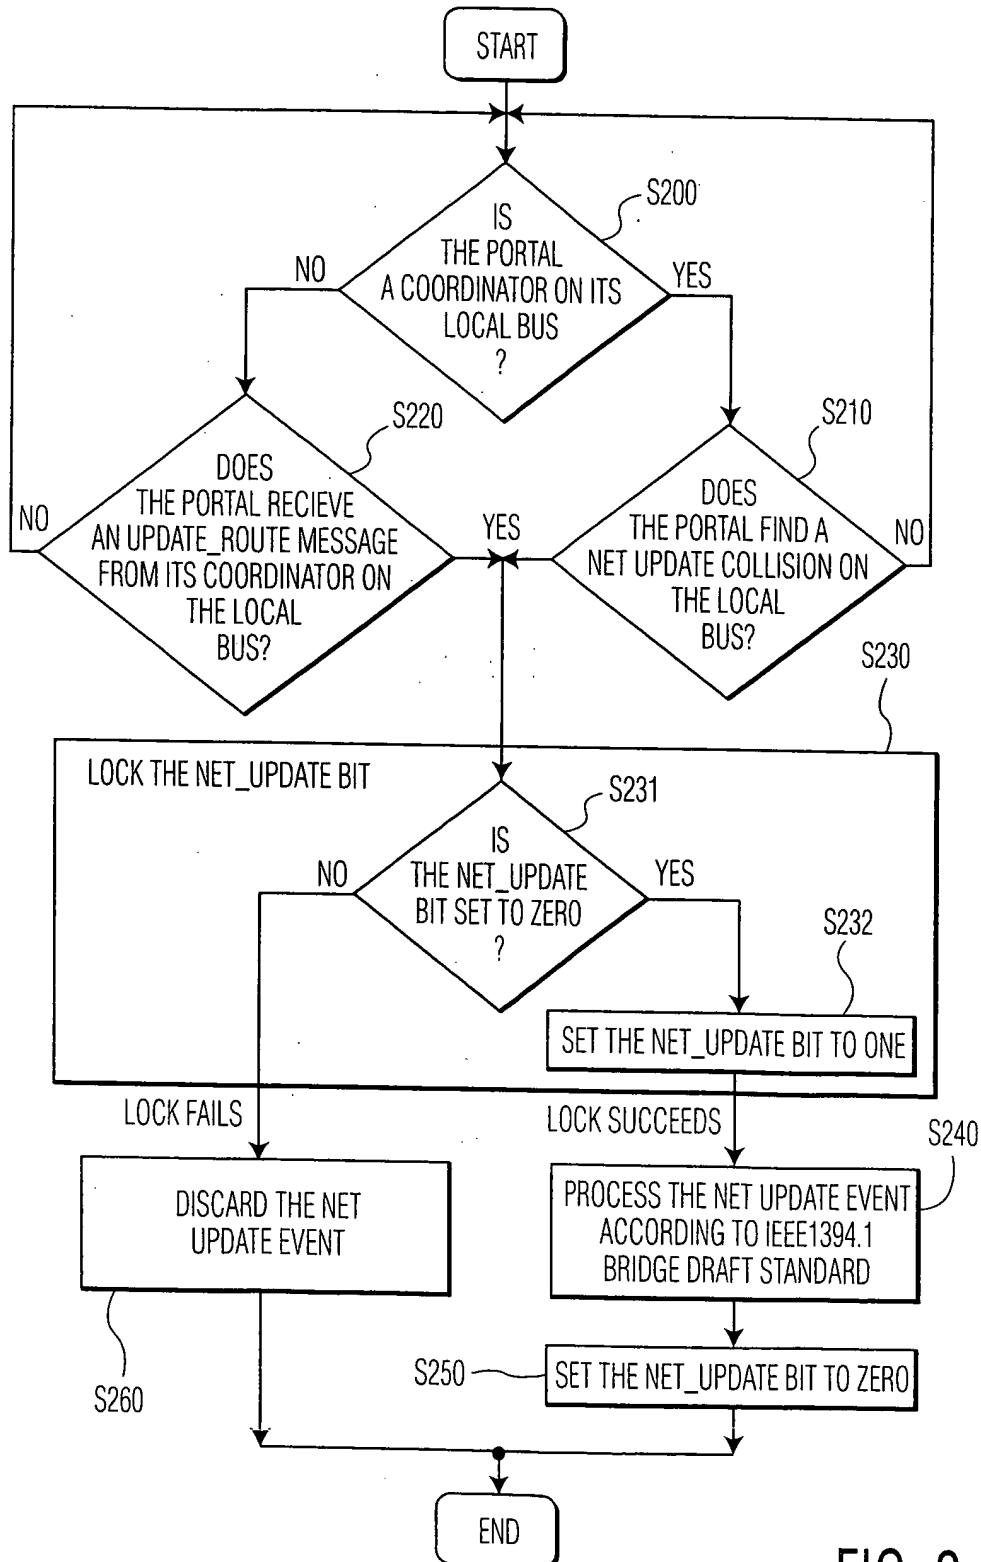 START
S200
IS
THE PORTAL
A COORDINATOR ON ITS
LOCAL BUS
?
NO
YES
S220
DOES
THE PORTAL RECIEVE
AN UPDATE_ROUTE MESSAGE
FROM ITS COORDINATOR ON
THE LOCAL
BUS?
NO
YES
S210
DOES
THE PORTAL FIND A
NET UPDATE COLLISION ON
THE LOCAL
BUS?
NO
S230
LOCK THE NET_UPDATE BIT
S231
IS
THE NET_UPDATE
BIT SET TO ZERO
?
NO
YES
S232
SET THE NET_UPDATE BIT TO ONE
LOCK FAILS
LOCK SUCCEEDS
S240
DISCARD THE NET
UPDATE EVENT
PROCESS THE NET UPDATE EVENT
ACCORDING TO IEEE1394.1
BRIDGE DRAFT STANDARD
S260
S250
SET THE NET_UPDATE BIT TO ZERO
END